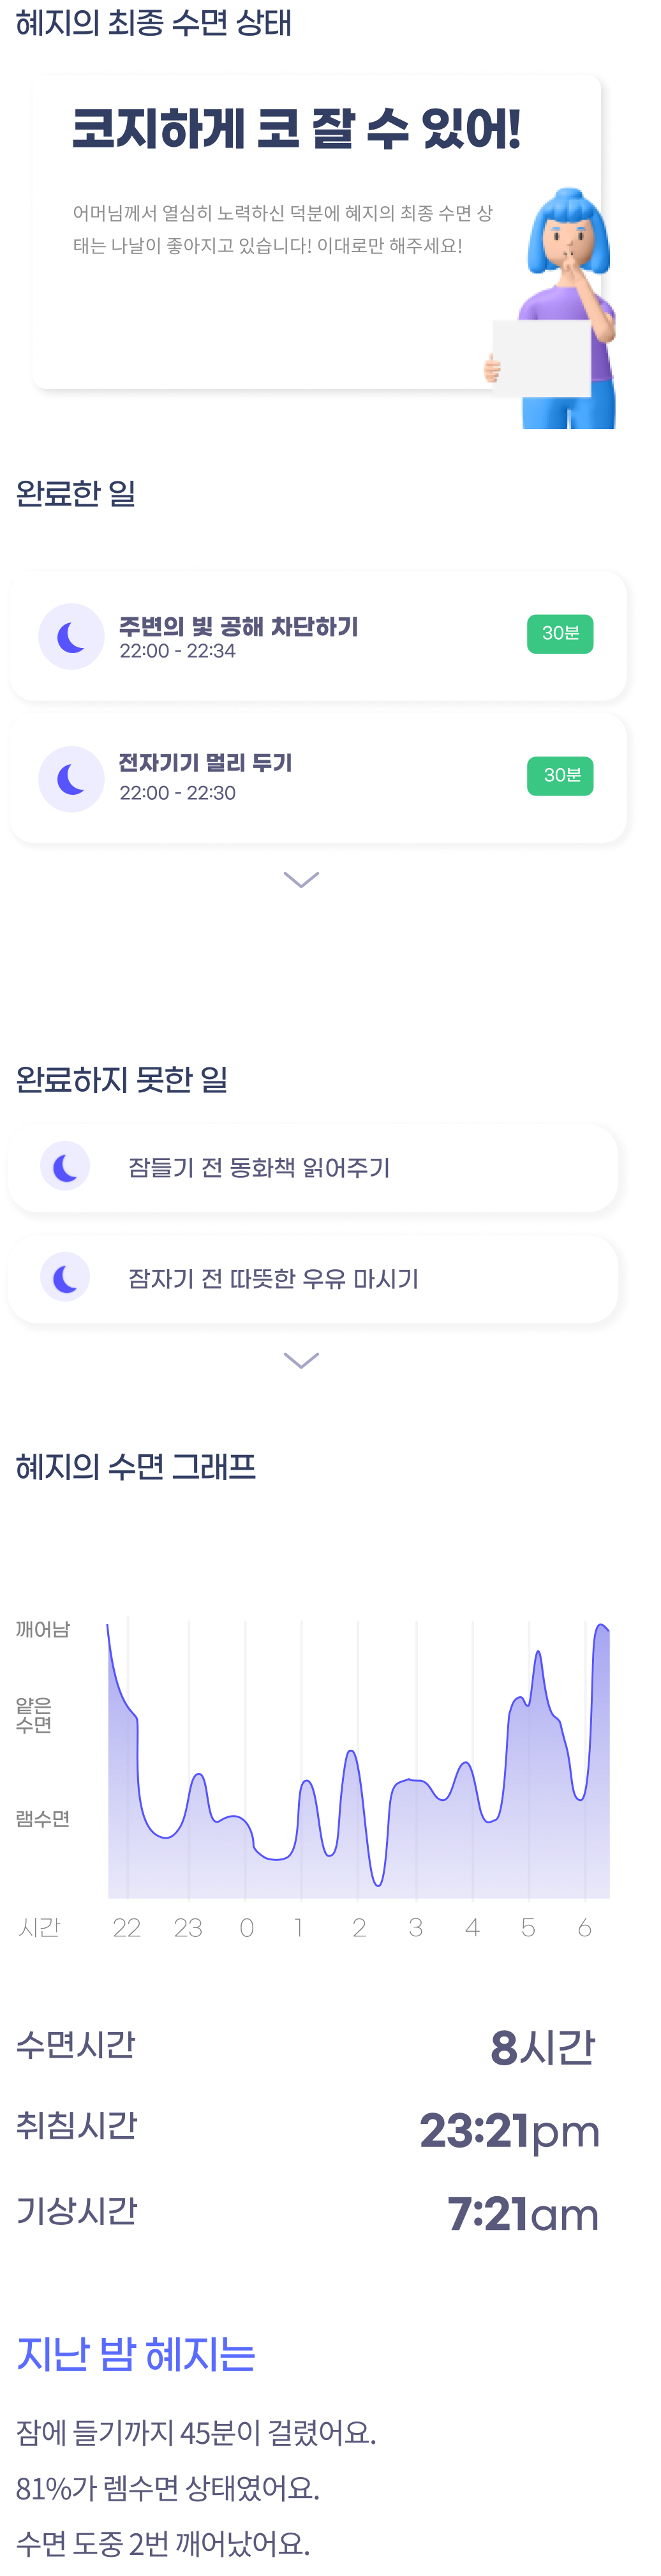 혜지의 최종 수면 상태
코지하게 코 잘 수 있어!
어머님께서 열심히 노력하신 덕분에 혜지의 최종 수면 상
태는 나날이 좋아지고 있습니다! 이대로만 해주세요!
완료한 일
주변의 빛 공해 차단하기
30분
22:00 - 22:34
전자기기 멀리 두기
30분
22:00 - 22:30
완료하지 못한 일
잠들기 전 동화책 읽어주기
잠자기 전 따뜻한 우유 마시기
혜지의 수면 그래프
깨어남
얕은
수면
램수면
시간 22 23 0 1 2 3 4 5 6
수면시간 8시간
취침시간 23:21pm
기상시간 7:21am
지난 밤 혜지는
잠에 들기까지 45분이 걸렸어요.
81%가 렘수면 상태였어요.
수면 도중 2번 깨어났어요.